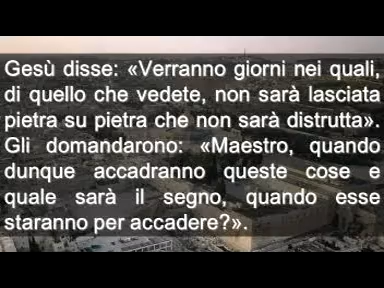 Gesù disse: «Verranno giorni nei quali,
di quello che vedete, non sarà lasciata
pietra su pietra che non sarà distrutta».
Gli domandarono: «Maestro, quando
dunque accadranno queste cose e
quale sarà il segno, quando esse
staranno per accadere?».